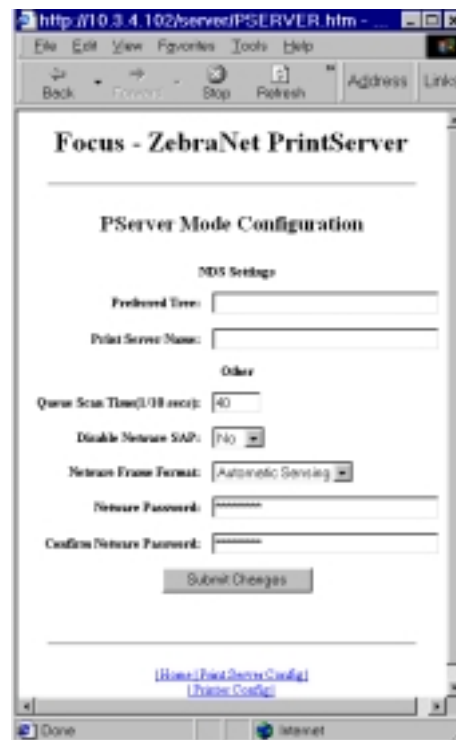 http://10.3.4.102/server/PSERVER.htm - ...
File Edit View Favorites Tools Help
Back Forward Stop Refresh " Address Links
Focus - ZebraNet PrintServer
PServer Mode Configuration
NDS Settings
Preferred Tree:
Print Server Name:
Other
Queue Scan Time(1/10 secs): 40
Disable Netware SAP: No
Netware Frame Format: Automatic Sensing
Netware Password: *********
Confirm Netware Password: *********
Submit Changes
[Home | Print Server Config]
[Printer Config]
Done Internet